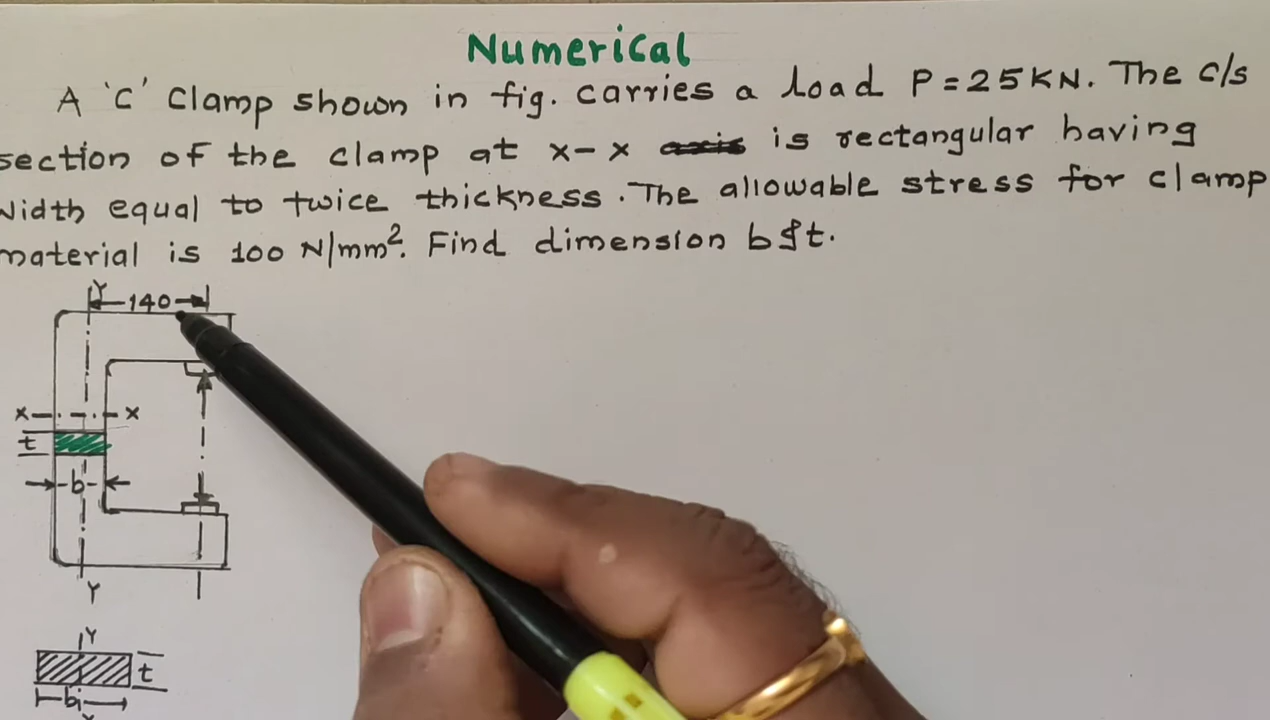 Numerical
A 'C' Clamp shown in fig. carries a load P=25KN. The c/s
section of the clamp at x-x is rectangular having
width equal to twice thickness. The allowable stress for clamp
material is 100 N/mm². Find dimension b & t.
Y
140
x x
t
b
Y
Y
t
b